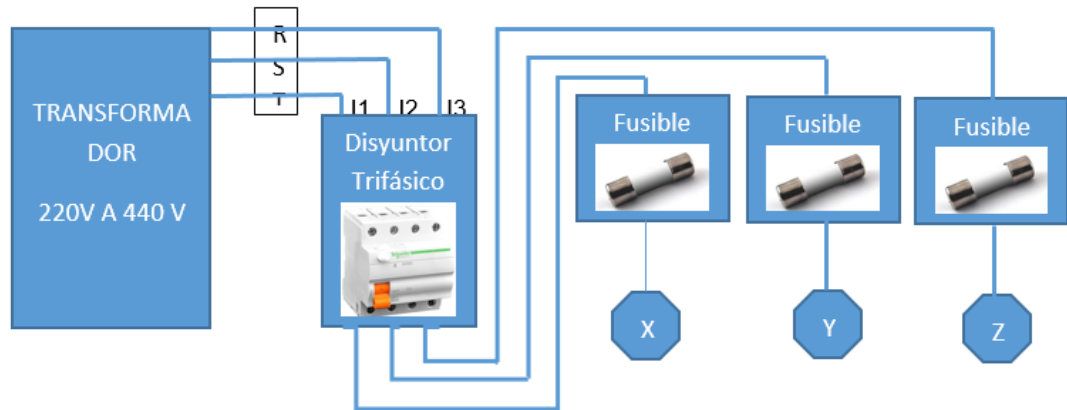 TRANSFORMA
DOR
220V A 440 V
R
S
T
I1 I2 I3
Disyuntor
Trifásico
Fusible
Fusible
Fusible
X
Y
Z